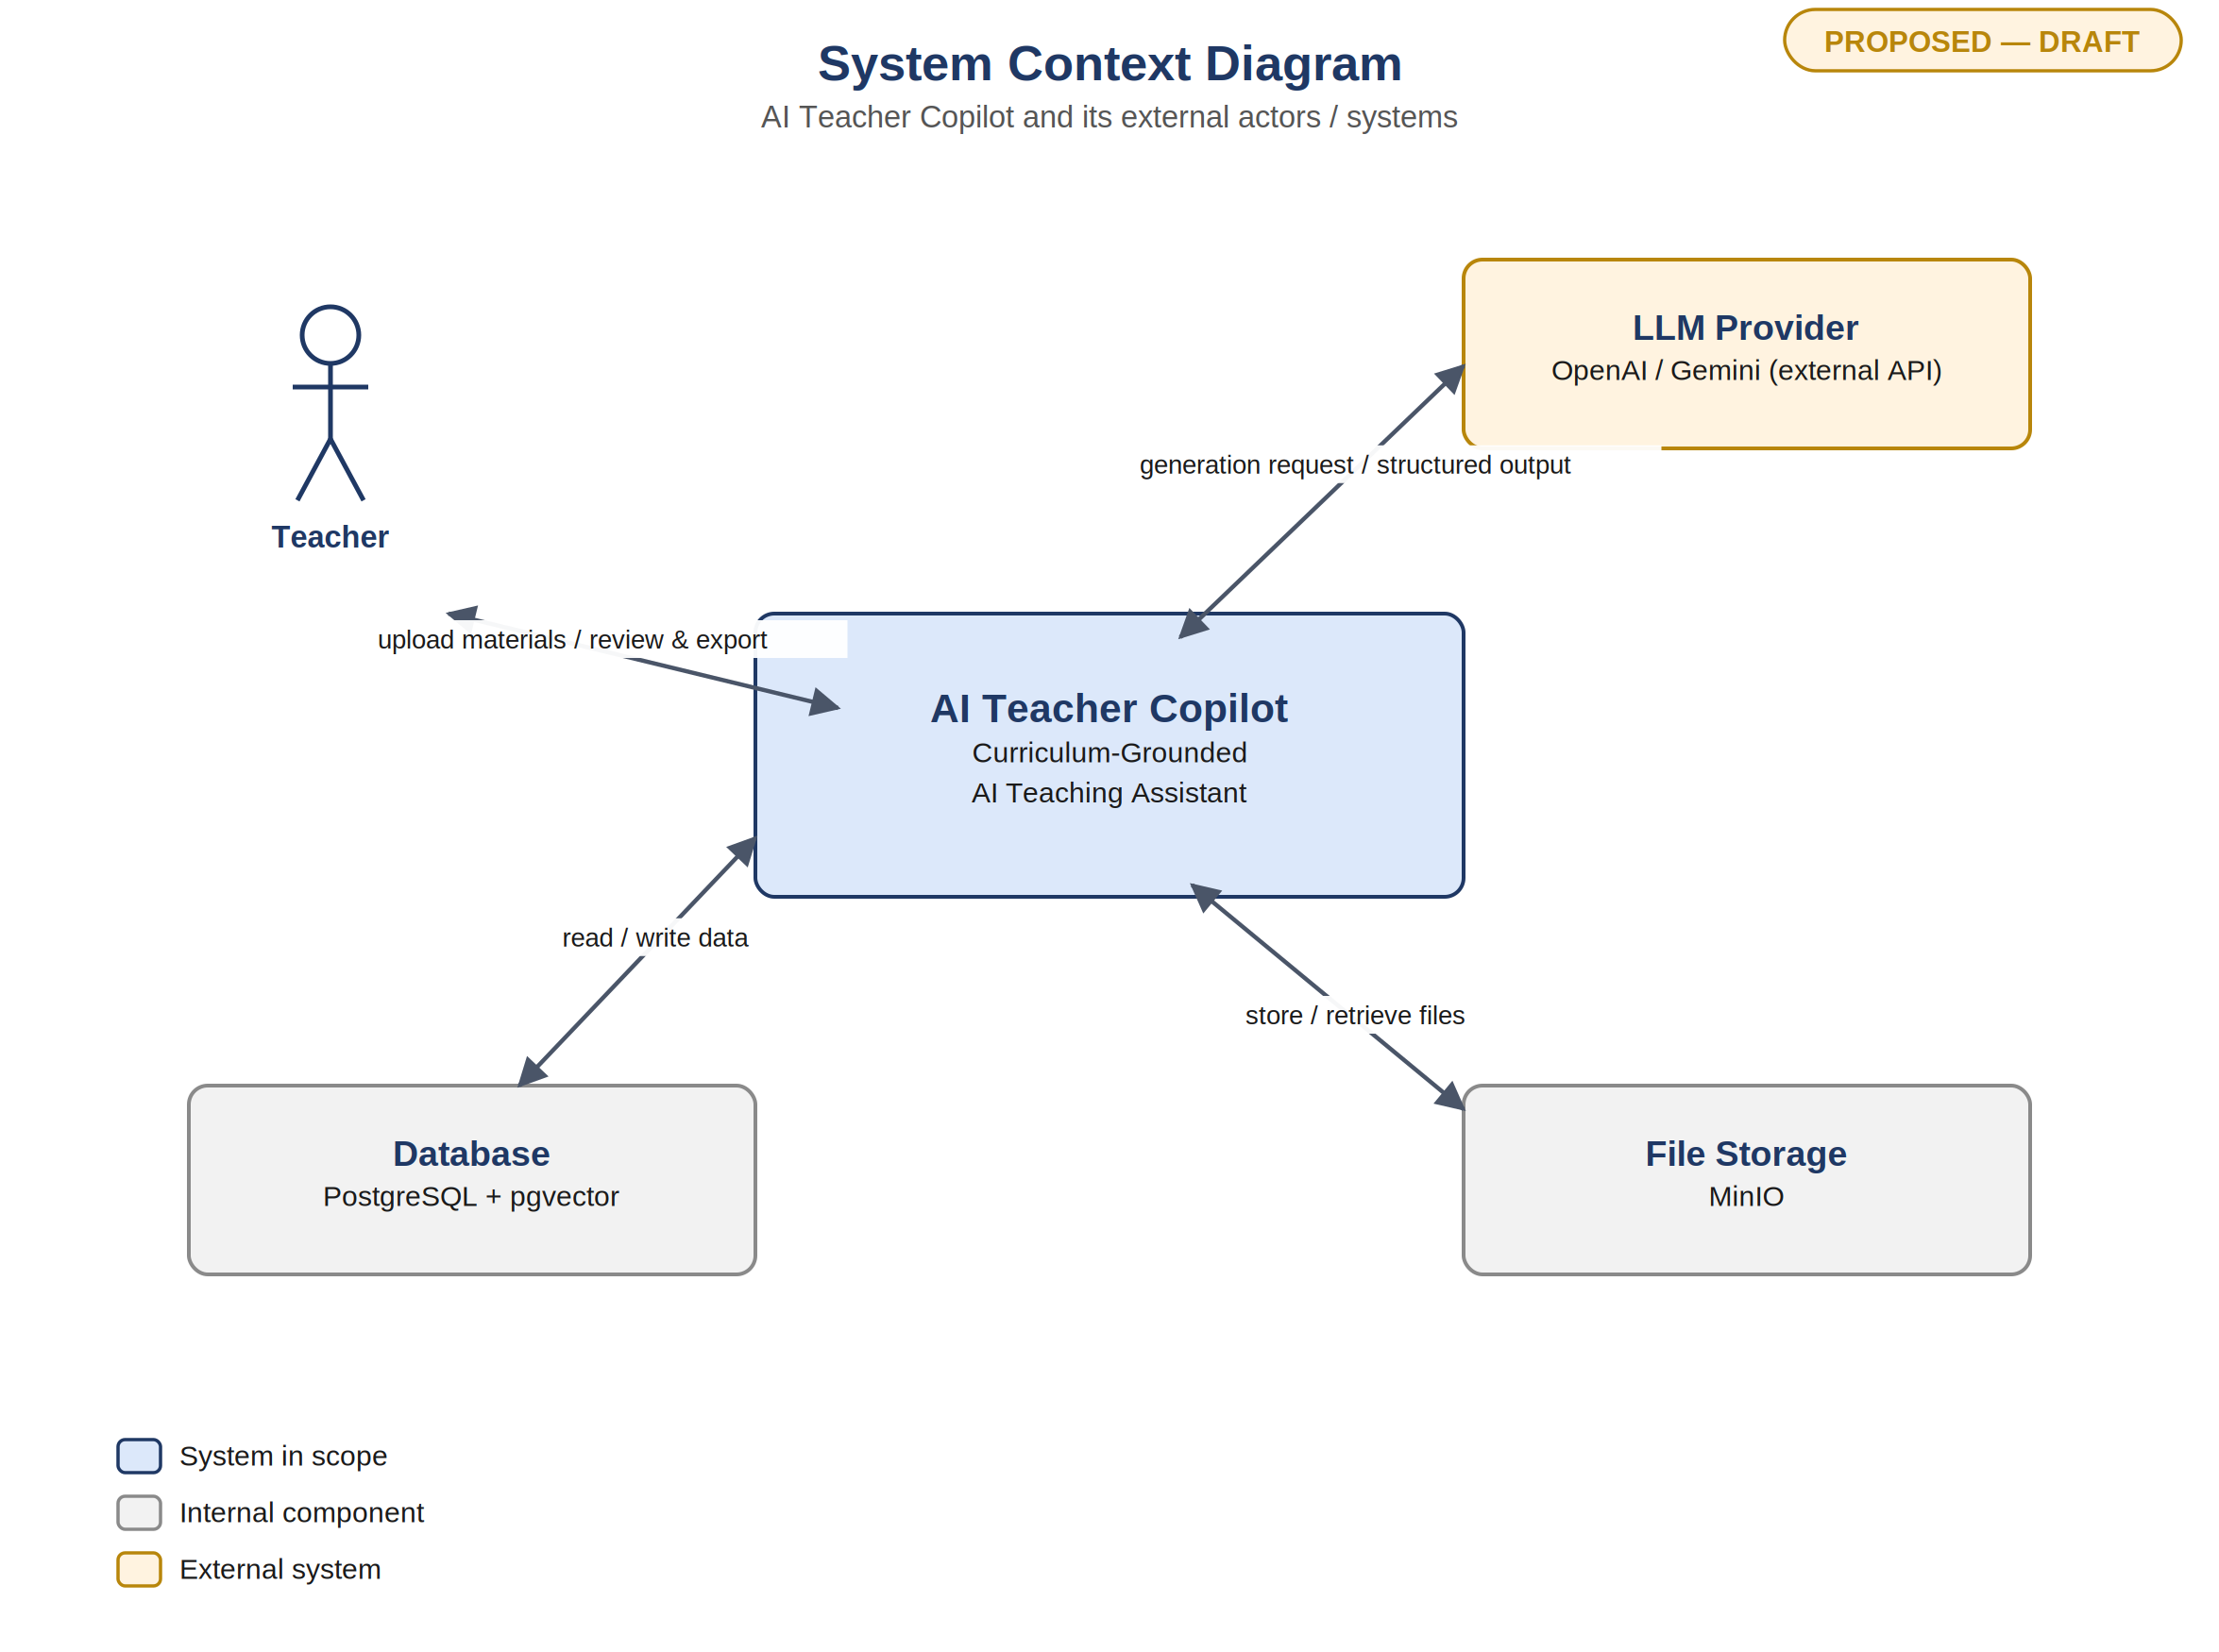 PROPOSED — DRAFT
System Context Diagram
AI Teacher Copilot and its external actors / systems
LLM Provider
OpenAI / Gemini (external API)
generation request / structured output
Teacher
upload materials / review & export
AI Teacher Copilot
Curriculum-Grounded
AI Teaching Assistant
read / write data
store / retrieve files
Database
PostgreSQL + pgvector
File Storage
MinIO
System in scope
Internal component
External system